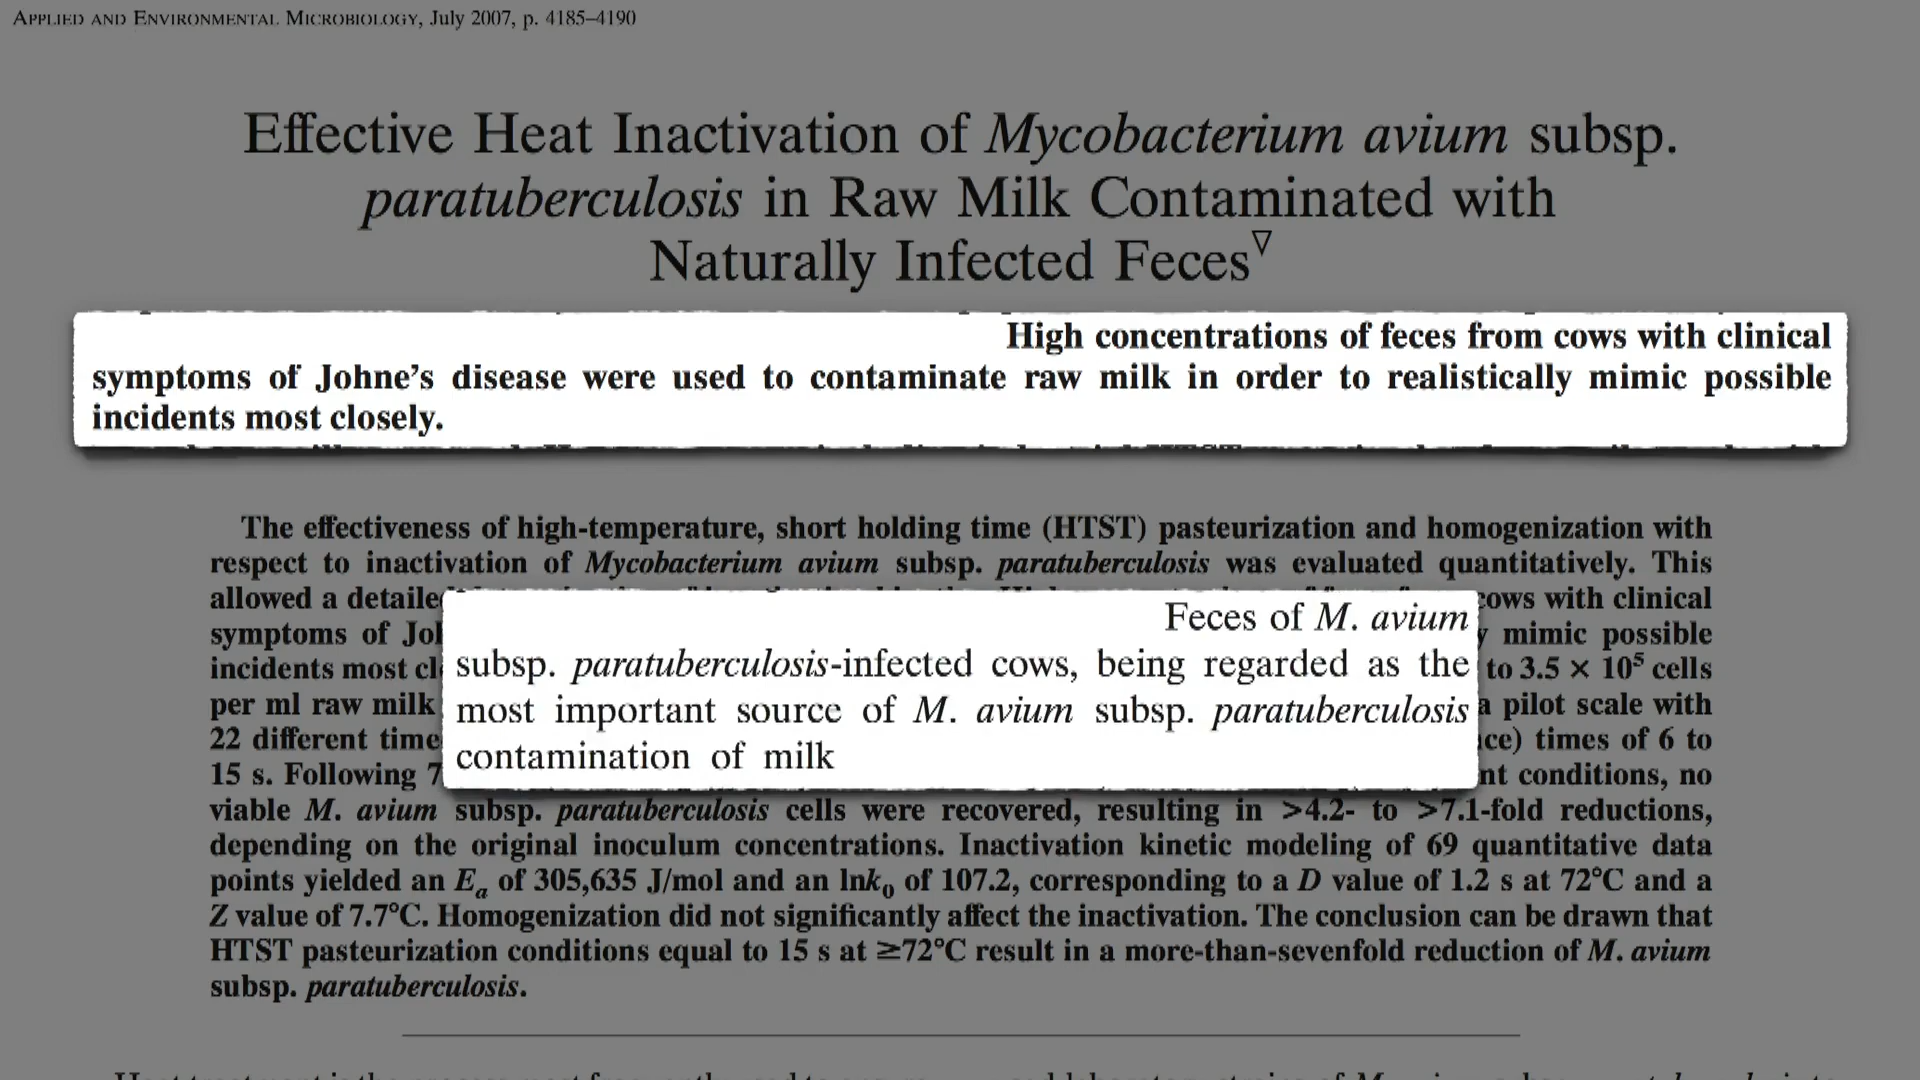 APPLIED AND ENVIRONMENTAL MICROBIOLOGY, July 2007, p. 4185–4190
Effective Heat Inactivation of Mycobacterium avium subsp.
paratuberculosis in Raw Milk Contaminated with
Naturally Infected Feces∇
High concentrations of feces from cows with clinical
symptoms of Johne’s disease were used to contaminate raw milk in order to realistically mimic possible
incidents most closely.
The effectiveness of high-temperature, short holding time (HTST) pasteurization and homogenization with
respect to inactivation of Mycobacterium avium subsp. paratuberculosis was evaluated quantitatively. This
allowed a cows with clinical
symptoms of mimic possible
incidents most to 3.5 × 10⁵ cells
per ml raw milk a pilot scale with
22 different times of 6 to
15 s. Following conditions, no
Feces of M. avium
subsp. paratuberculosis-infected cows, being regarded as the
most important source of M. avium subsp. paratuberculosis
contamination of milk
viable M. avium subsp. paratuberculosis cells were recovered, resulting in >4.2- to >7.1-fold reductions,
depending on the original inoculum concentrations. Inactivation kinetic modeling of 69 quantitative data
points yielded an Eₐ of 305,635 J/mol and an lnk₀ of 107.2, corresponding to a D value of 1.2 s at 72°C and a
Z value of 7.7°C. Homogenization did not significantly affect the inactivation. The conclusion can be drawn that
HTST pasteurization conditions equal to 15 s at ≥72°C result in a more-than-sevenfold reduction of M. avium
subsp. paratuberculosis.